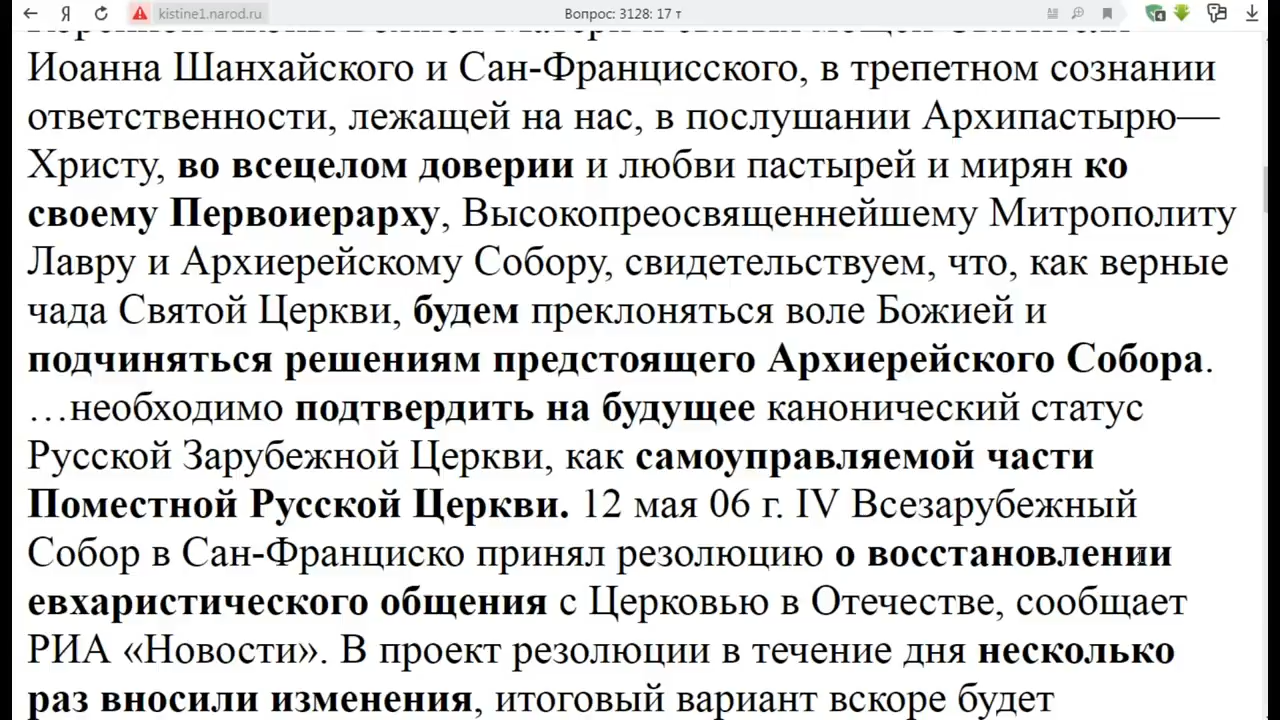 kistine1.narod.ru
Вопрос: 3128: 17 т
Иоанна Шанхайского и Сан-Францисского, в трепетном сознании
ответственности, лежащей на нас, в послушании Архипастырю—
Христу, во всецелом доверии и любви пастырей и мирян ко
своему Первоиерарху, Высокопреосвященнейшему Митрополиту
Лавру и Архиерейскому Собору, свидетельствуем, что, как верные
чада Святой Церкви, будем преклоняться воле Божией и
подчиняться решениям предстоящего Архиерейского Собора.
…необходимо подтвердить на будущее канонический статус
Русской Зарубежной Церкви, как самоуправляемой части
Поместной Русской Церкви. 12 мая 06 г. IV Всезарубежный
Собор в Сан-Франциско принял резолюцию о восстановлении
евхаристического общения с Церковью в Отечестве, сообщает
РИА «Новости». В проект резолюции в течение дня несколько
раз вносили изменения, итоговый вариант вскоре будет